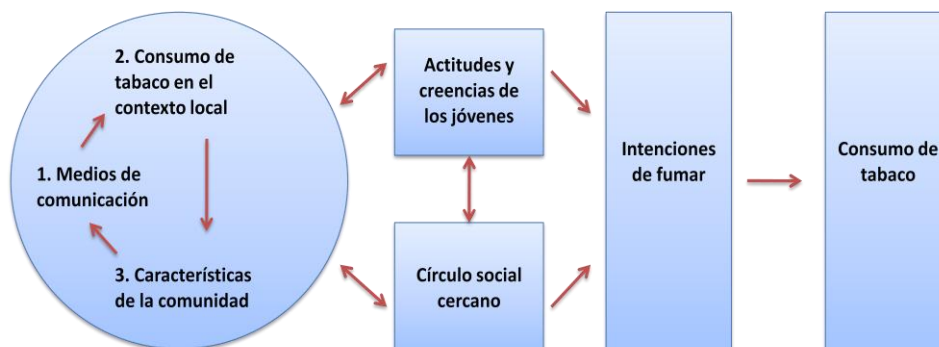 2. Consumo de
tabaco en el
contexto local
1. Medios de
comunicación
3. Características
de la comunidad
Actitudes y
creencias de
los jóvenes
Círculo social
cercano
Intenciones
de fumar
Consumo de
tabaco